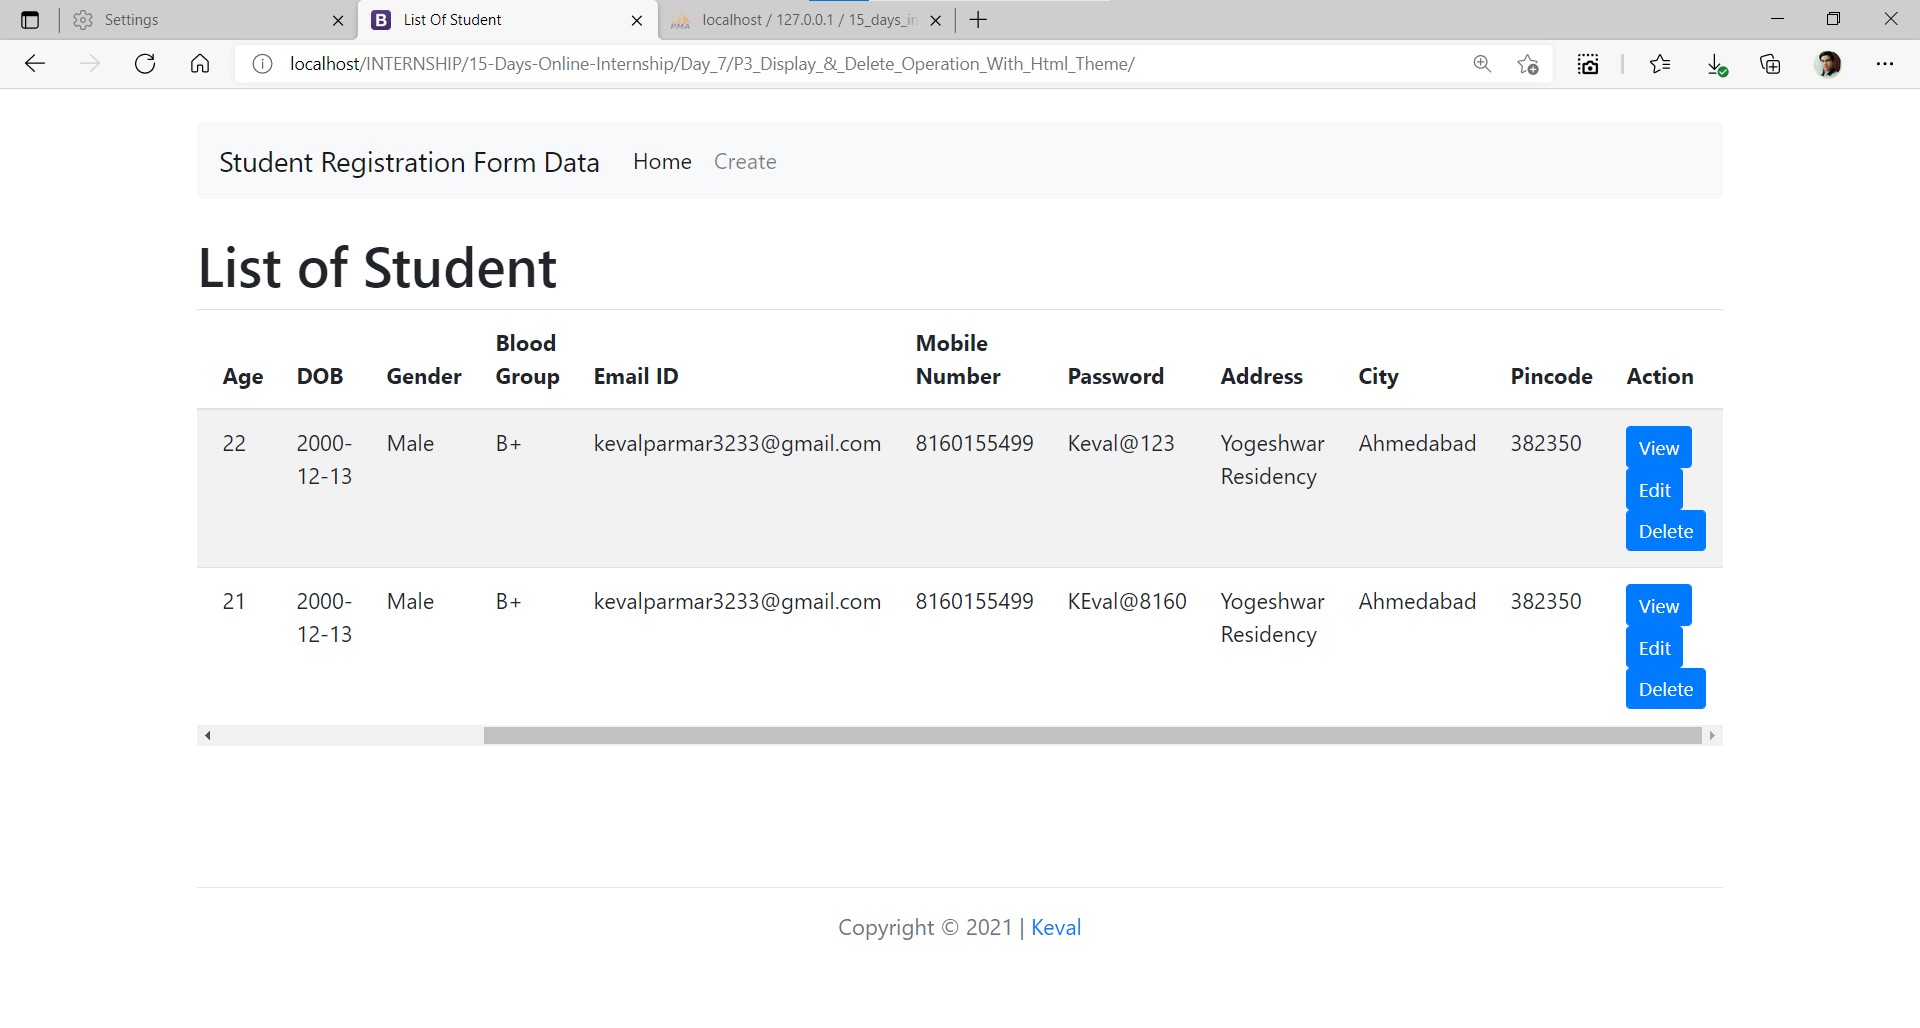 Settings
List Of Student
localhost / 127.0.0.1 / 15_days_in
localhost/INTERNSHIP/15-Days-Online-Internship/Day_7/P3_Display_&_Delete_Operation_With_Html_Theme/
Student Registration Form Data Home Create
List of Student
Age DOB Gender Blood Group Email ID Mobile Number Password Address City Pincode Action
22 2000-12-13 Male B+ kevalparmar3233@gmail.com 8160155499 Keval@123 Yogeshwar Residency Ahmedabad 382350 View
Edit
Delete
21 2000-12-13 Male B+ kevalparmar3233@gmail.com 8160155499 KEval@8160 Yogeshwar Residency Ahmedabad 382350 View
Edit
Delete
Copyright © 2021 | Keval